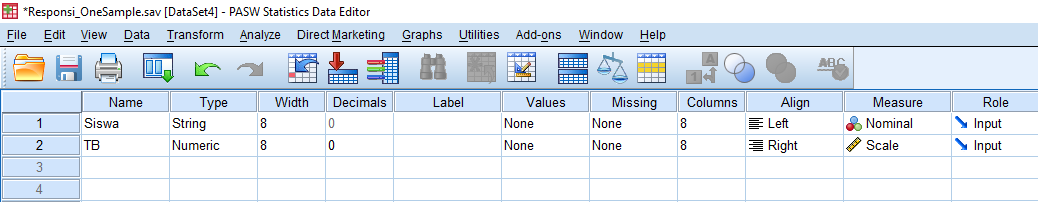 *Responsi_OneSample.sav [DataSet4] - PASW Statistics Data Editor
File Edit View Data Transform Analyze Direct Marketing Graphs Utilities Add-ons Window Help
Name Type Width Decimals Label Values Missing Columns Align Measure Role
1 Siswa String 8 0 None None 8 Left Nominal Input
2 TB Numeric 8 0 None None 8 Right Scale Input
3
4